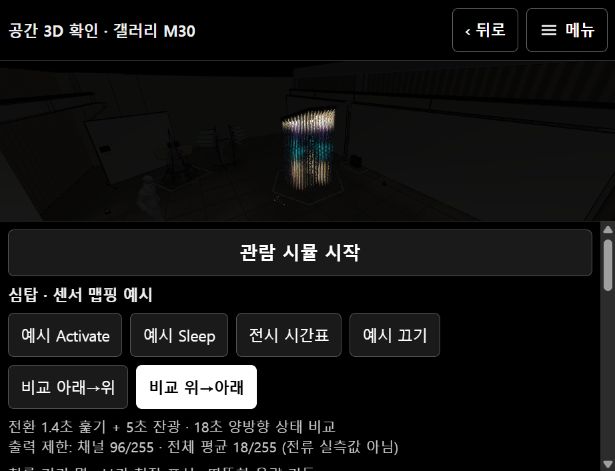 공간 3D 확인 · 갤러리 M30
‹ 뒤로
메뉴
관람 시뮬 시작
심탑 · 센서 맵핑 예시
예시 Activate
예시 Sleep
전시 시간표
예시 끄기
비교 아래→위
비교 위→아래
전환 1.4초 훑기 + 5초 잔광 · 18초 양방향 상태 비교
출력 제한: 채널 96/255 · 전체 평균 18/255 (전류 실측값 아님)